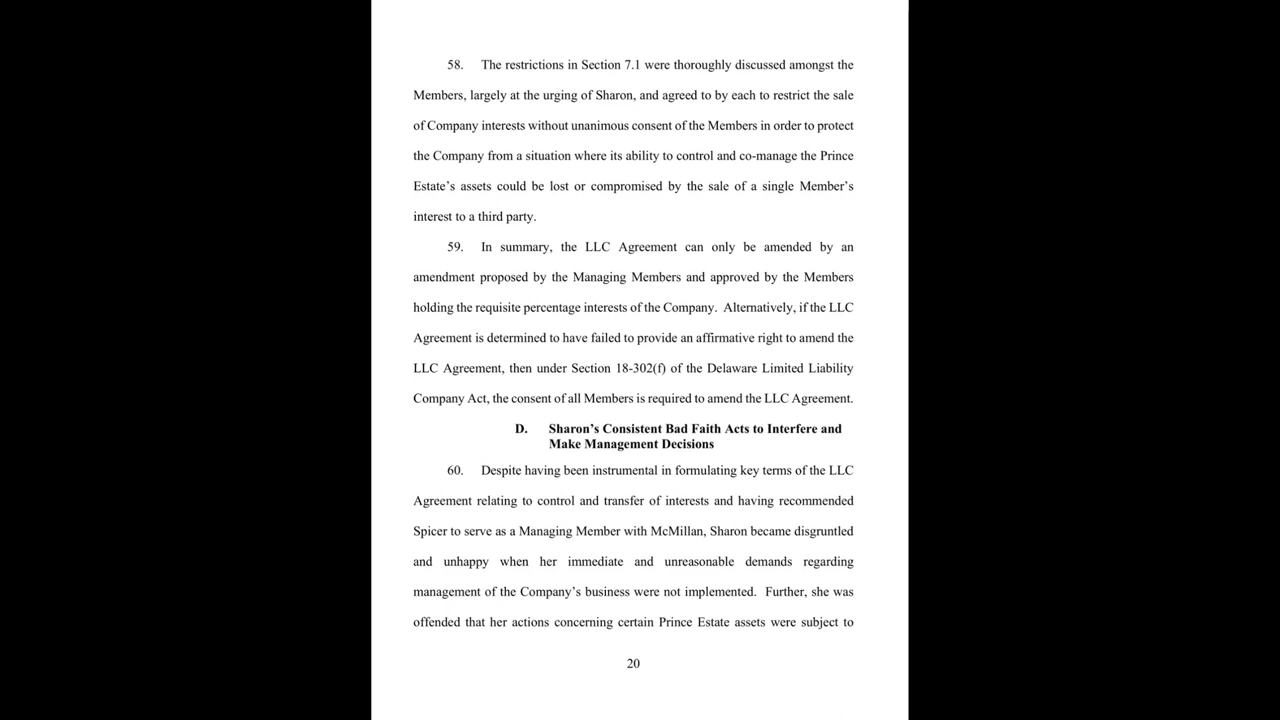 58. The restrictions in Section 7.1 were thoroughly discussed amongst the
Members, largely at the urging of Sharon, and agreed to by each to restrict the sale
of Company interests without unanimous consent of the Members in order to protect
the Company from a situation where its ability to control and co-manage the Prince
Estate’s assets could be lost or compromised by the sale of a single Member’s
interest to a third party.
59. In summary, the LLC Agreement can only be amended by an
amendment proposed by the Managing Members and approved by the Members
holding the requisite percentage interests of the Company. Alternatively, if the LLC
Agreement is determined to have failed to provide an affirmative right to amend the
LLC Agreement, then under Section 18-302(f) of the Delaware Limited Liability
Company Act, the consent of all Members is required to amend the LLC Agreement.
D. Sharon’s Consistent Bad Faith Acts to Interfere and
Make Management Decisions
60. Despite having been instrumental in formulating key terms of the LLC
Agreement relating to control and transfer of interests and having recommended
Spicer to serve as a Managing Member with McMillan, Sharon became disgruntled
and unhappy when her immediate and unreasonable demands regarding
management of the Company’s business were not implemented. Further, she was
offended that her actions concerning certain Prince Estate assets were subject to
20